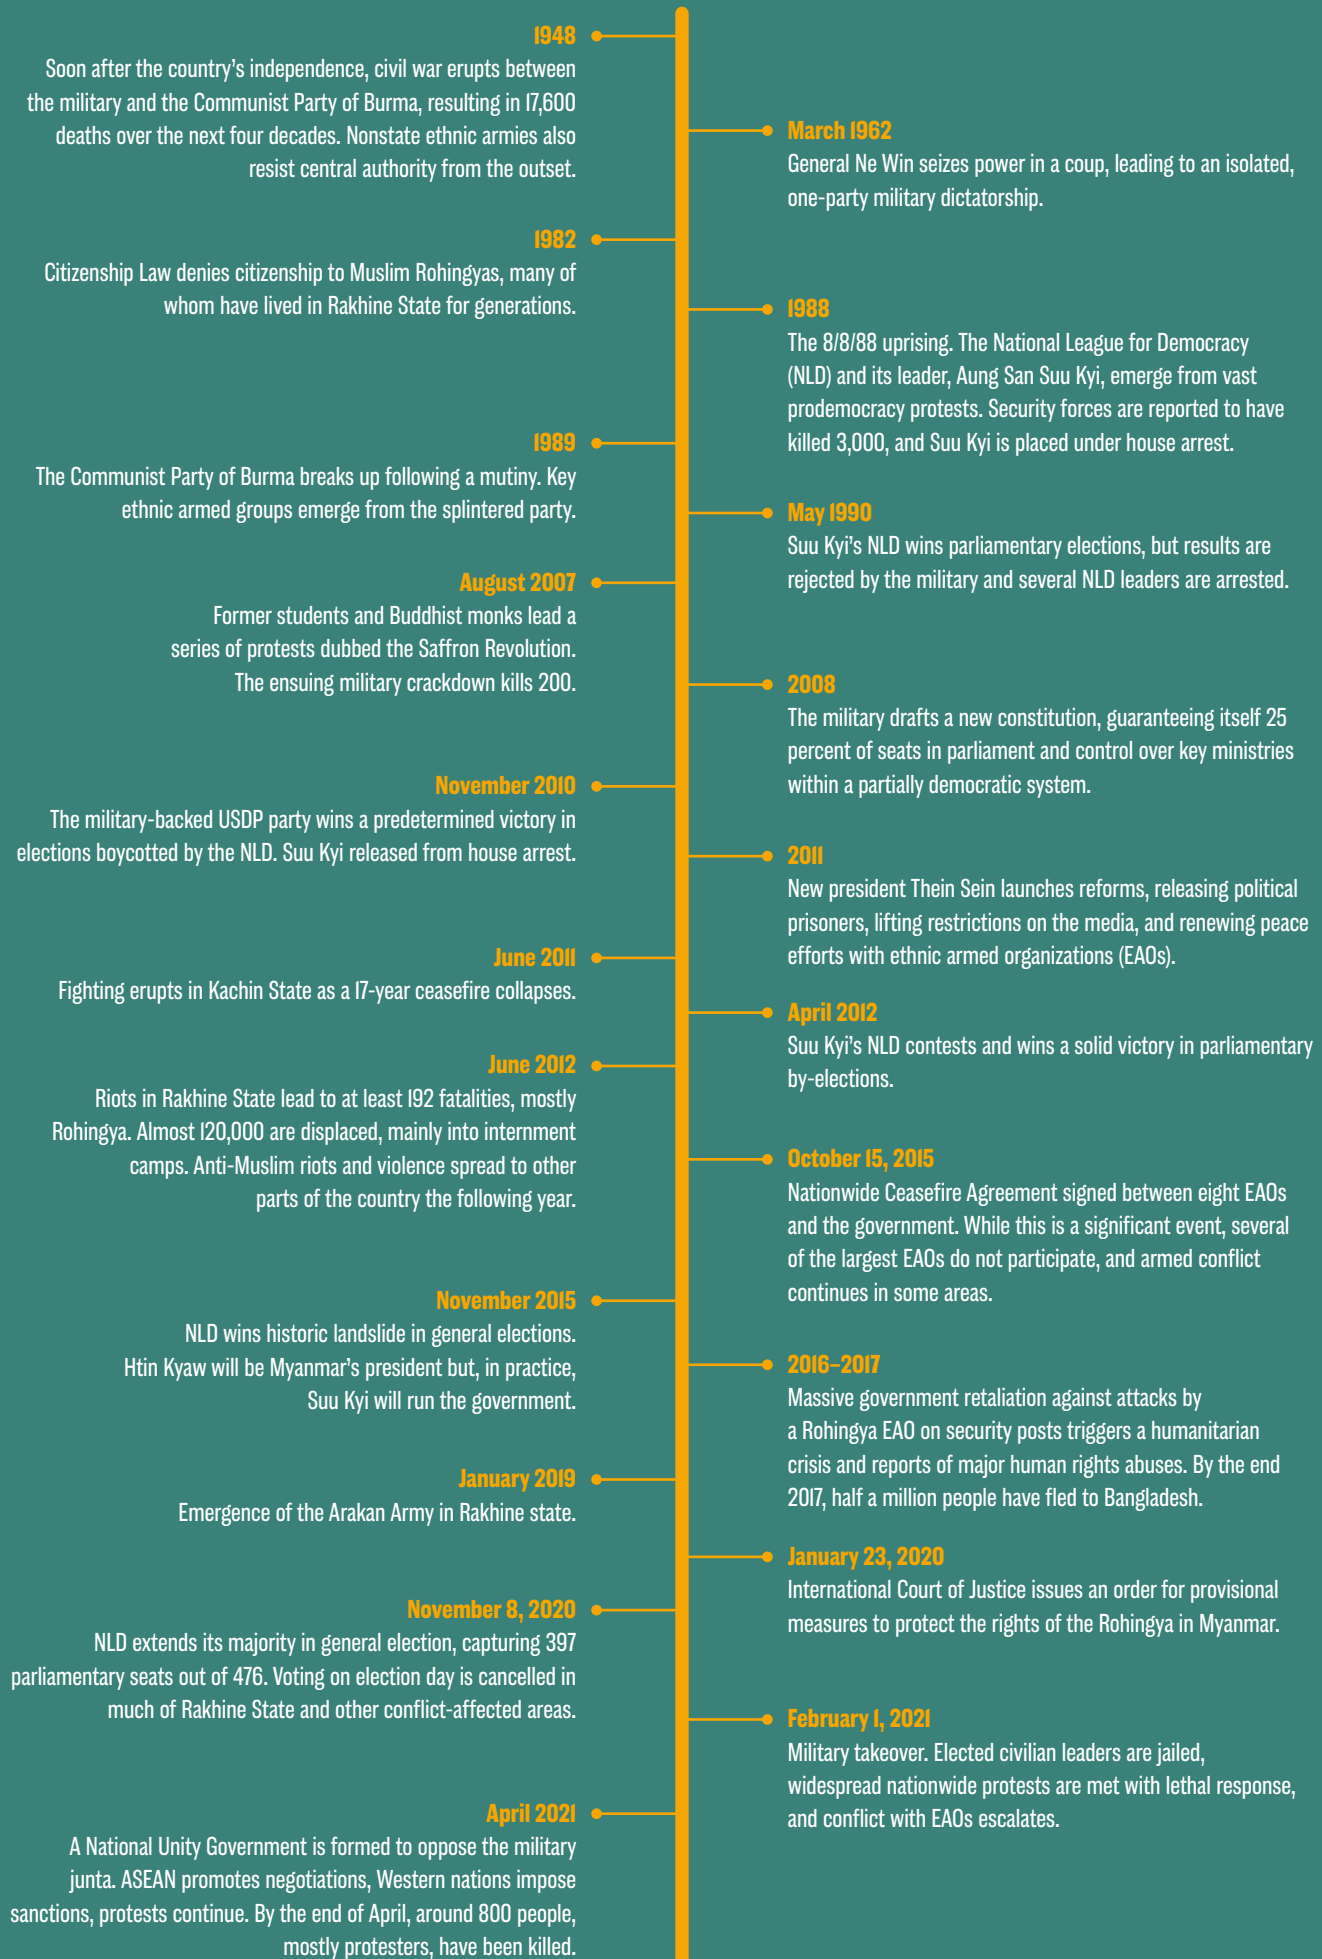 1948
Soon after the country's independence, civil war erupts between
the military and the Communist Party of Burma, resulting in 17,600
deaths over the next four decades. Nonstate ethnic armies also
resist central authority from the outset.
March 1962
General Ne Win seizes power in a coup, leading to an isolated,
one-party military dictatorship.
1982
Citizenship Law denies citizenship to Muslim Rohingyas, many of
whom have lived in Rakhine State for generations.
1988
The 8/8/88 uprising. The National League for Democracy
(NLD) and its leader, Aung San Suu Kyi, emerge from vast
prodemocracy protests. Security forces are reported to have
killed 3,000, and Suu Kyi is placed under house arrest.
1989
The Communist Party of Burma breaks up following a mutiny. Key
ethnic armed groups emerge from the splintered party.
May 1990
Suu Kyi's NLD wins parliamentary elections, but results are
rejected by the military and several NLD leaders are arrested.
August 2007
Former students and Buddhist monks lead a
series of protests dubbed the Saffron Revolution.
The ensuing military crackdown kills 200.
2008
The military drafts a new constitution, guaranteeing itself 25
percent of seats in parliament and control over key ministries
within a partially democratic system.
November 2010
The military-backed USDP party wins a predetermined victory in
elections boycotted by the NLD. Suu Kyi released from house arrest.
2011
New president Thein Sein launches reforms, releasing political
prisoners, lifting restrictions on the media, and renewing peace
efforts with ethnic armed organizations (EAOs).
June 2011
Fighting erupts in Kachin State as a 17-year ceasefire collapses.
April 2012
Suu Kyi's NLD contests and wins a solid victory in parliamentary
by-elections.
June 2012
Riots in Rakhine State lead to at least 192 fatalities, mostly
Rohingya. Almost 120,000 are displaced, mainly into internment
camps. Anti-Muslim riots and violence spread to other
parts of the country the following year.
October 15, 2015
Nationwide Ceasefire Agreement signed between eight EAOs
and the government. While this is a significant event, several
of the largest EAOs do not participate, and armed conflict
continues in some areas.
November 2015
NLD wins historic landslide in general elections.
Htin Kyaw will be Myanmar's president but, in practice,
Suu Kyi will run the government.
2016–2017
Massive government retaliation against attacks by
a Rohingya EAO on security posts triggers a humanitarian
crisis and reports of major human rights abuses. By the end
2017, half a million people have fled to Bangladesh.
January 2019
Emergence of the Arakan Army in Rakhine state.
January 23, 2020
International Court of Justice issues an order for provisional
measures to protect the rights of the Rohingya in Myanmar.
November 8, 2020
NLD extends its majority in general election, capturing 397
parliamentary seats out of 476. Voting on election day is cancelled in
much of Rakhine State and other conflict-affected areas.
February 1, 2021
Military takeover. Elected civilian leaders are jailed,
widespread nationwide protests are met with lethal response,
and conflict with EAOs escalates.
April 2021
A National Unity Government is formed to oppose the military
junta. ASEAN promotes negotiations, Western nations impose
sanctions, protests continue. By the end of April, around 800 people,
mostly protesters, have been killed.